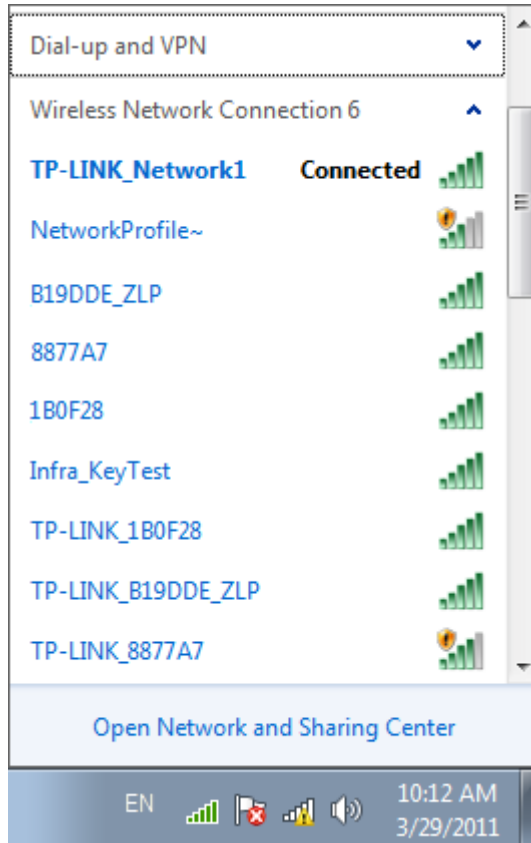 Dial-up and VPN
Wireless Network Connection 6
TP-LINK_Network1 Connected
NetworkProfile~
B19DDE_ZLP
8877A7
1B0F28
Infra_KeyTest
TP-LINK_1B0F28
TP-LINK_B19DDE_ZLP
TP-LINK_8877A7
Open Network and Sharing Center
EN 10:12 AM
3/29/2011